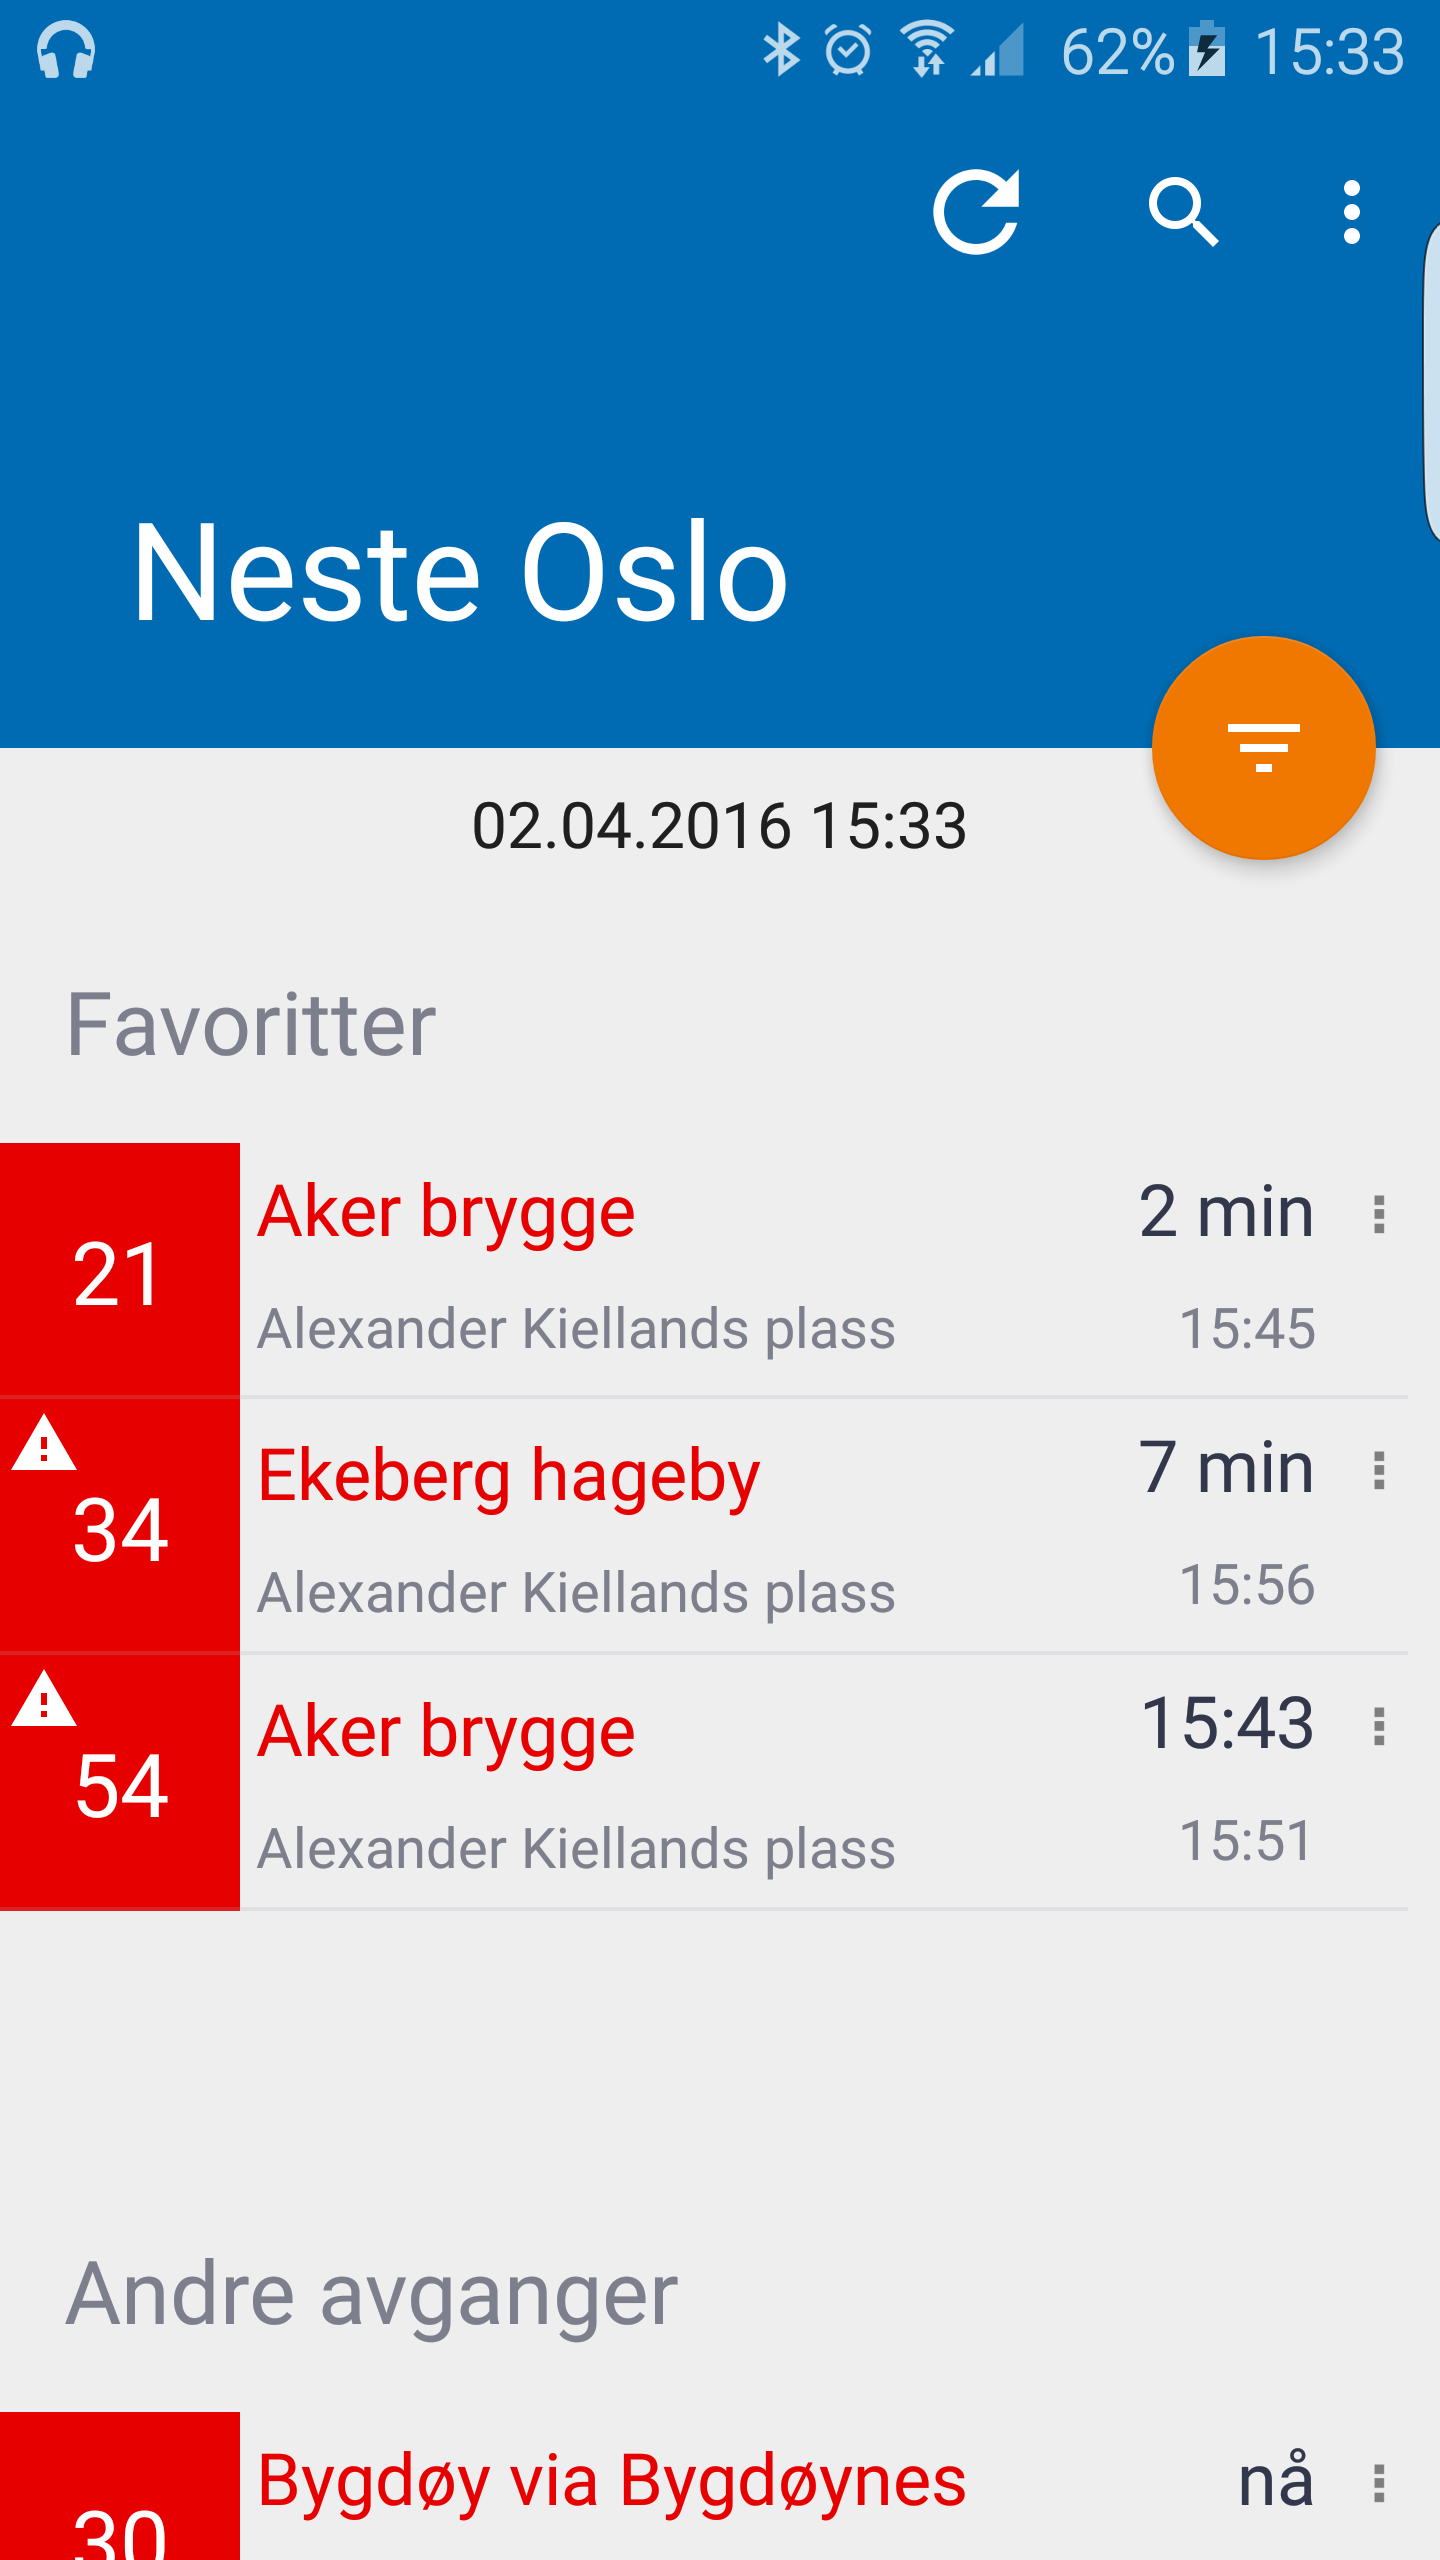 62% 15:33
Neste Oslo
02.04.2016 15:33
Favoritter
21
Aker brygge
2 min
Alexander Kiellands plass
15:45
34
Ekeberg hageby
7 min
Alexander Kiellands plass
15:56
54
Aker brygge
15:43
Alexander Kiellands plass
15:51
Andre avganger
30
Bygdøy via Bygdøynes
nå